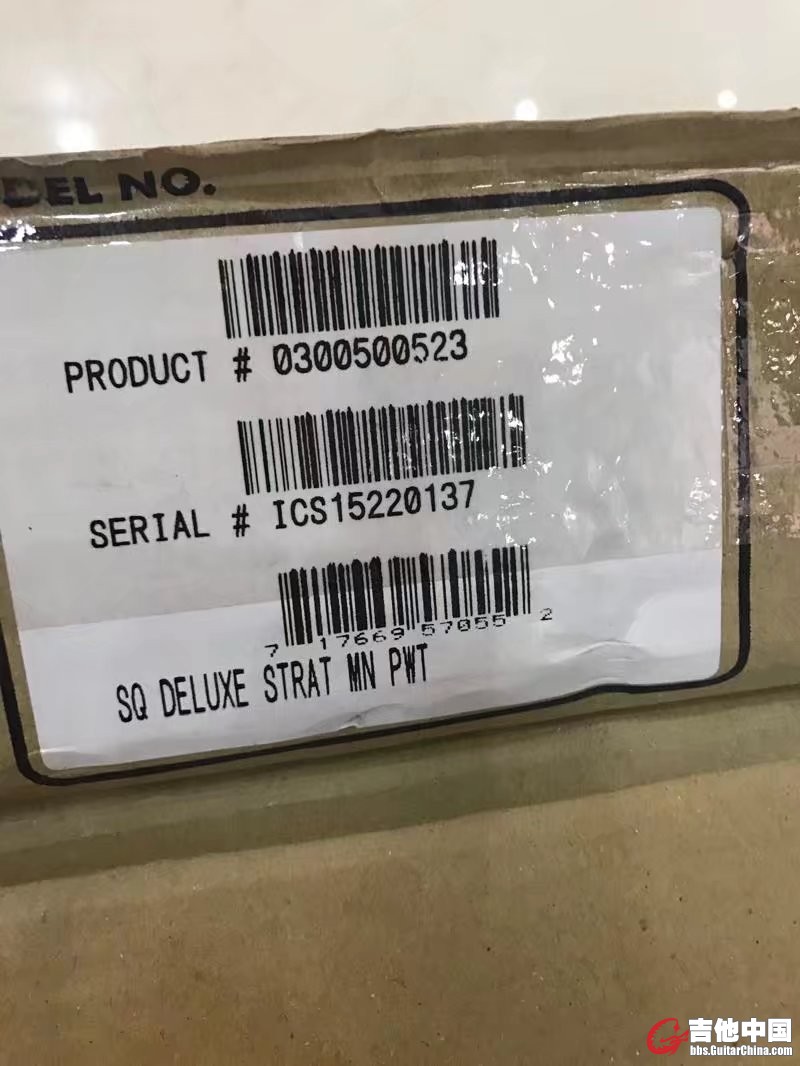 DEL NO.
PRODUCT # 0300500523
SERIAL # ICS15220137
7 17669 57055 2
SQ DELUXE STRAT MN PWT
吉他中国
bbs.GuitarChina.com